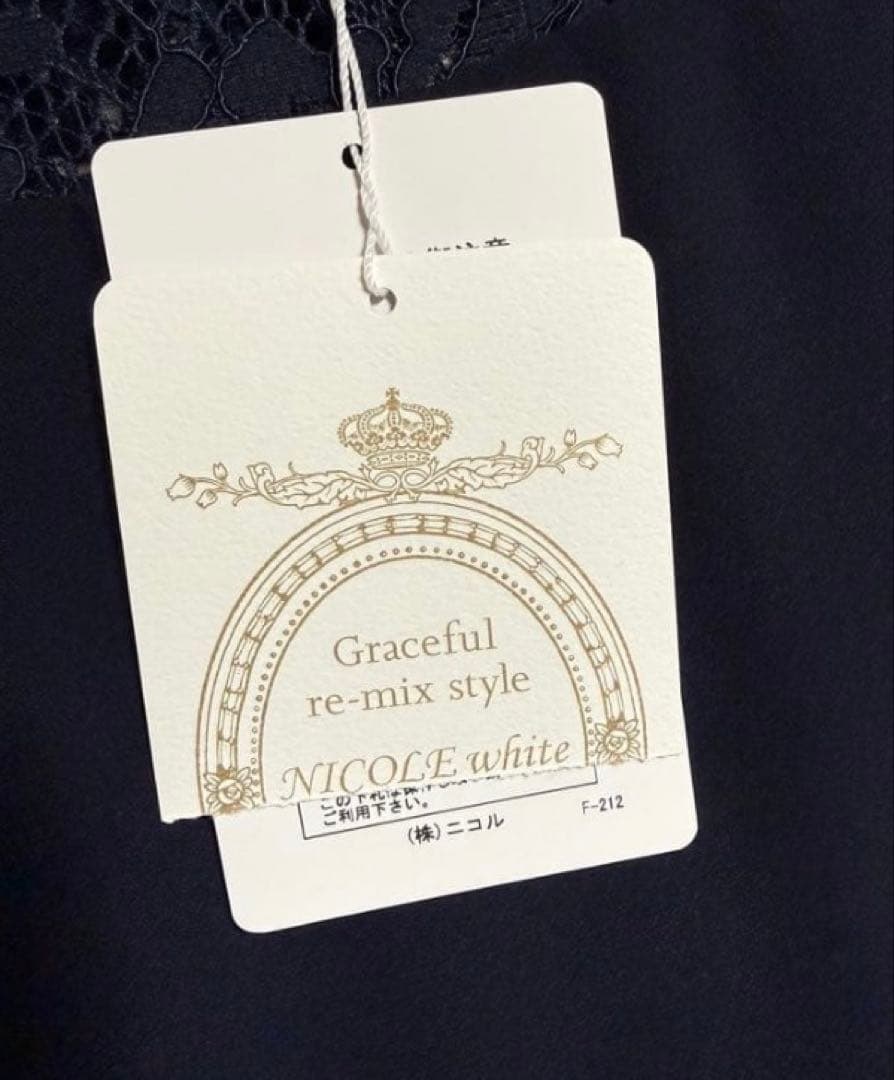 Graceful
re-mix style
NICOLE white
ご利用下さい。
(株)ニコル
F-212